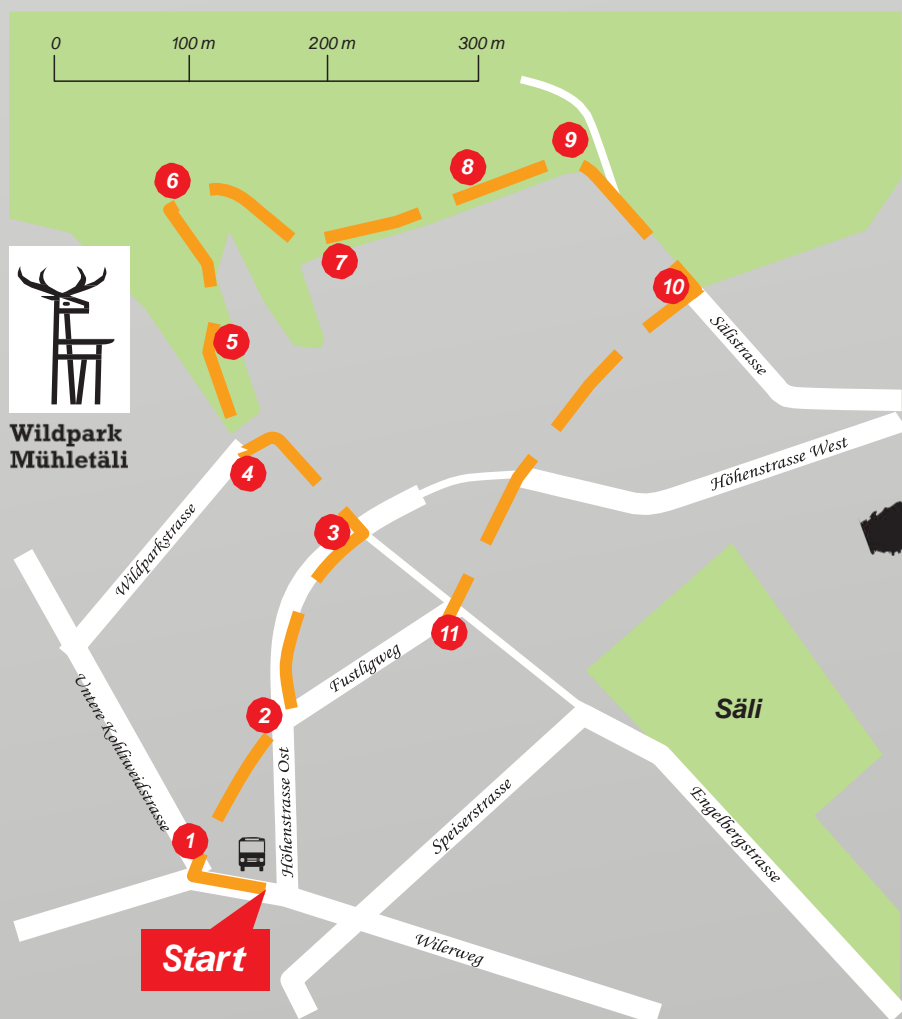 0
100 m
200 m
300 m
9
8
6
7
10
5
Sälistrasse
Wildpark
Mühletäli
4
Höhenstrasse West
3
Wildparkstrasse
11
Fustligweg
2
Säli
Untere Kohliweidstrasse
Höhenstrasse Ost
Speiserstrasse
Engelbergstrasse
1
Start
Wilerweg